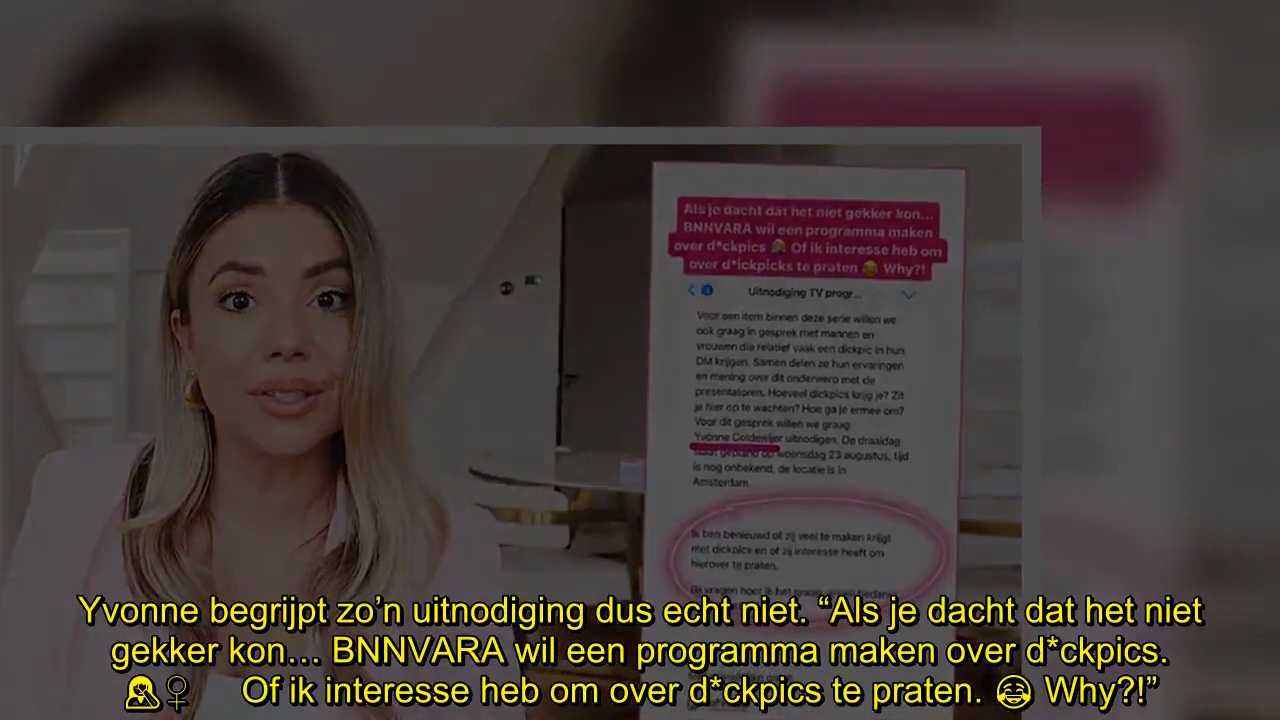 Als je dacht dat het niet gekker kon...
BNNVARA wil een programma maken
over d*ckpics 🤦‍♀️ Of ik interesse heb om
over d*ickpicks te praten 😂 Why?!
Uitnodiging TV progr...
Voor een item binnen deze serie willen we
ook graag in gesprek met mannen en
vrouwen die relatief vaak een dickpic in hun
DM krijgen. Samen delen ze hun ervaringen
en mening over dit onderwerp met de
presentatoren. Hoeveel dickpics krijg je? Zit
je hier op te wachten? Hoe ga je ermee om?
Voor dit gesprek willen we graag
Yvonne Coldeweijer uitnodigen. De draaidag
staat gepland op woensdag 23 augustus, tijd
is nog onbekend, de locatie is in
Amsterdam.
Ik ben benieuwd of zij veel te maken krijgt
met dickpics en of zij interesse heeft om
hierover te praten.
Bij vragen hoor ik het graag
Yvonne begrijpt zo’n uitnodiging dus echt niet. “Als je dacht dat het niet
gekker kon… BNNVARA wil een programma maken over d*ckpics.
🤦‍♀ Of ik interesse heb om over d*ckpics te praten. 😂 Why?!”